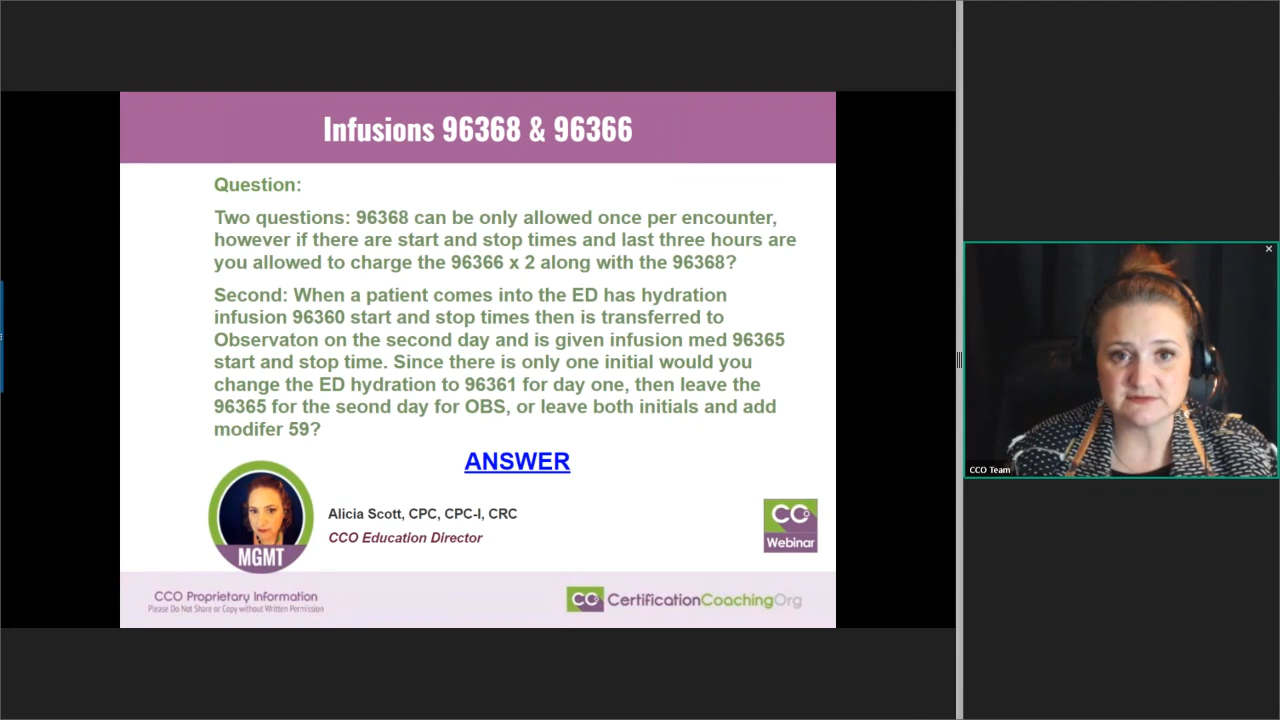 Infusions 96368 & 96366
Question:
Two questions: 96368 can be only allowed once per encounter,
however if there are start and stop times and last three hours are
you allowed to charge the 96366 x 2 along with the 96368?
Second: When a patient comes into the ED has hydration
infusion 96360 start and stop times then is transferred to
Observaton on the second day and is given infusion med 96365
start and stop time. Since there is only one initial would you
change the ED hydration to 96361 for day one, then leave the
96365 for the seond day for OBS, or leave both initials and add
modifer 59?
ANSWER
MGMT
Alicia Scott, CPC, CPC-I, CRC
CCO Education Director
CCO
Webinar
CCO Proprietary Information
Please Do Not Share or Copy without Written Permission
CCO CertificationCoachingOrg
CCO Team